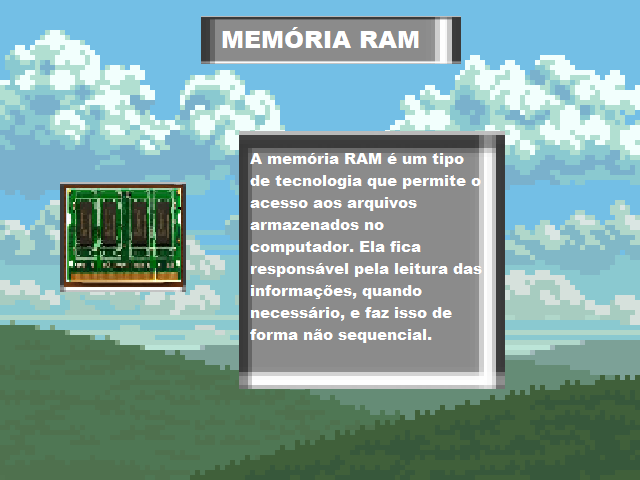 MEMÓRIA RAM
A memória RAM é um tipo
de tecnologia que permite o
acesso aos arquivos
armazenados no
computador. Ela fica
responsável pela leitura das
informações, quando
necessário, e faz isso de
forma não sequencial.